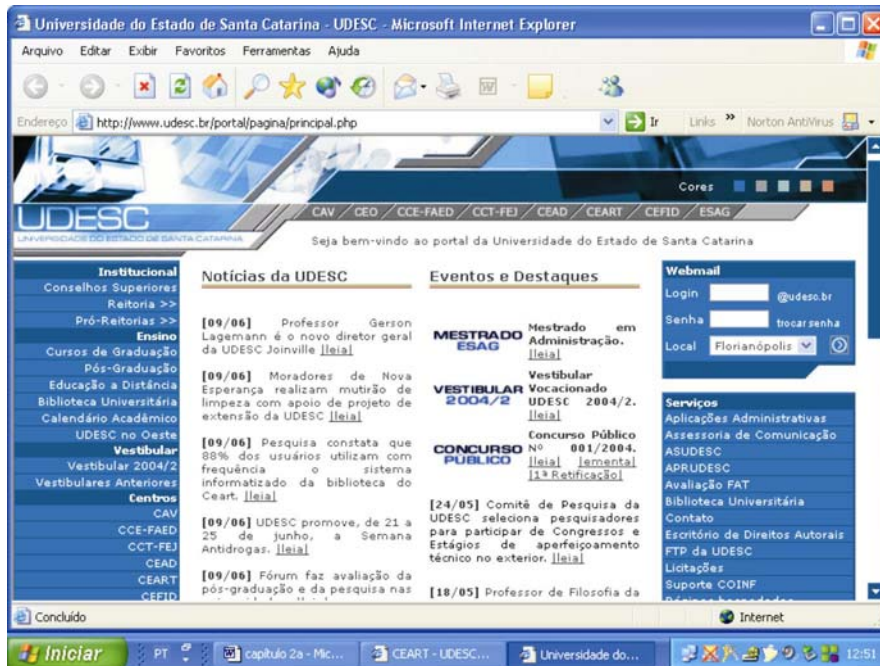 Universidade do Estado de Santa Catarina - UDESC - Microsoft Internet Explorer
Arquivo Editar Exibir Favoritos Ferramentas Ajuda
Endereço http://www.udesc.br/portal/pagina/principal.php Ir Links » Norton AntiVirus
Cores
UDESC
UNIVERSIDADE DO ESTADO DE SANTA CATARINA
CAV CEO CCE-FAED CCT-FEJ CEAD CEART CEFID ESAG
Seja bem-vindo ao portal da Universidade do Estado de Santa Catarina
Institucional
Conselhos Superiores
Reitoria >>
Pró-Reitorias >>
Ensino
Cursos de Graduação
Pós-Graduação
Educação a Distância
Biblioteca Universitária
Calendário Acadêmico
UDESC no Oeste
Vestibular
Vestibular 2004/2
Vestibulares Anteriores
Centros
CAV
CCE-FAED
CCT-FEJ
CEAD
CEART
CEFID
Notícias da UDESC
[09/06] Professor Gerson
Lagemann é o novo diretor geral
da UDESC Joinville [leia]
[09/06] Moradores de Nova
Esperança realizam mutirão de
limpeza com apoio de projeto de
extensão da UDESC [leia]
[09/06] Pesquisa constata que
88% dos usuários utilizam com
frequência o sistema
informatizado da biblioteca do
Ceart. [leia]
[09/06] UDESC promove, de 21 a
25 de junho, a Semana
Antidrogas. [leia]
[09/06] Fórum faz avaliação da
pós-graduação e da pesquisa nas
Eventos e Destaques
MESTRADO
ESAG
Mestrado em
Administração.
[leia]
VESTIBULAR
2004/2
Vestibular
Vocacionado
UDESC 2004/2.
[leia]
CONCURSO
PÚBLICO
Concurso Público
Nº 001/2004.
[leia] [ementa]
[1ª Retificação]
[24/05] Comitê de Pesquisa da
UDESC seleciona pesquisadores
para participar de Congressos e
Estágios de aperfeiçoamento
técnico no exterior. [leia]
[18/05] Professor de Filosofia da
Webmail
Login @udesc.br
Senha trocar senha
Local Florianópolis
Serviços
Aplicações Administrativas
Assessoria de Comunicação
ASUDESC
APRUDESC
Avaliação FAT
Biblioteca Universitária
Contato
Escritório de Direitos Autorais
FTP da UDESC
Licitações
Suporte COINF
Concluído Internet
Iniciar PT capítulo 2a - Mic... CEART - UDESC... Universidade do... 12:51